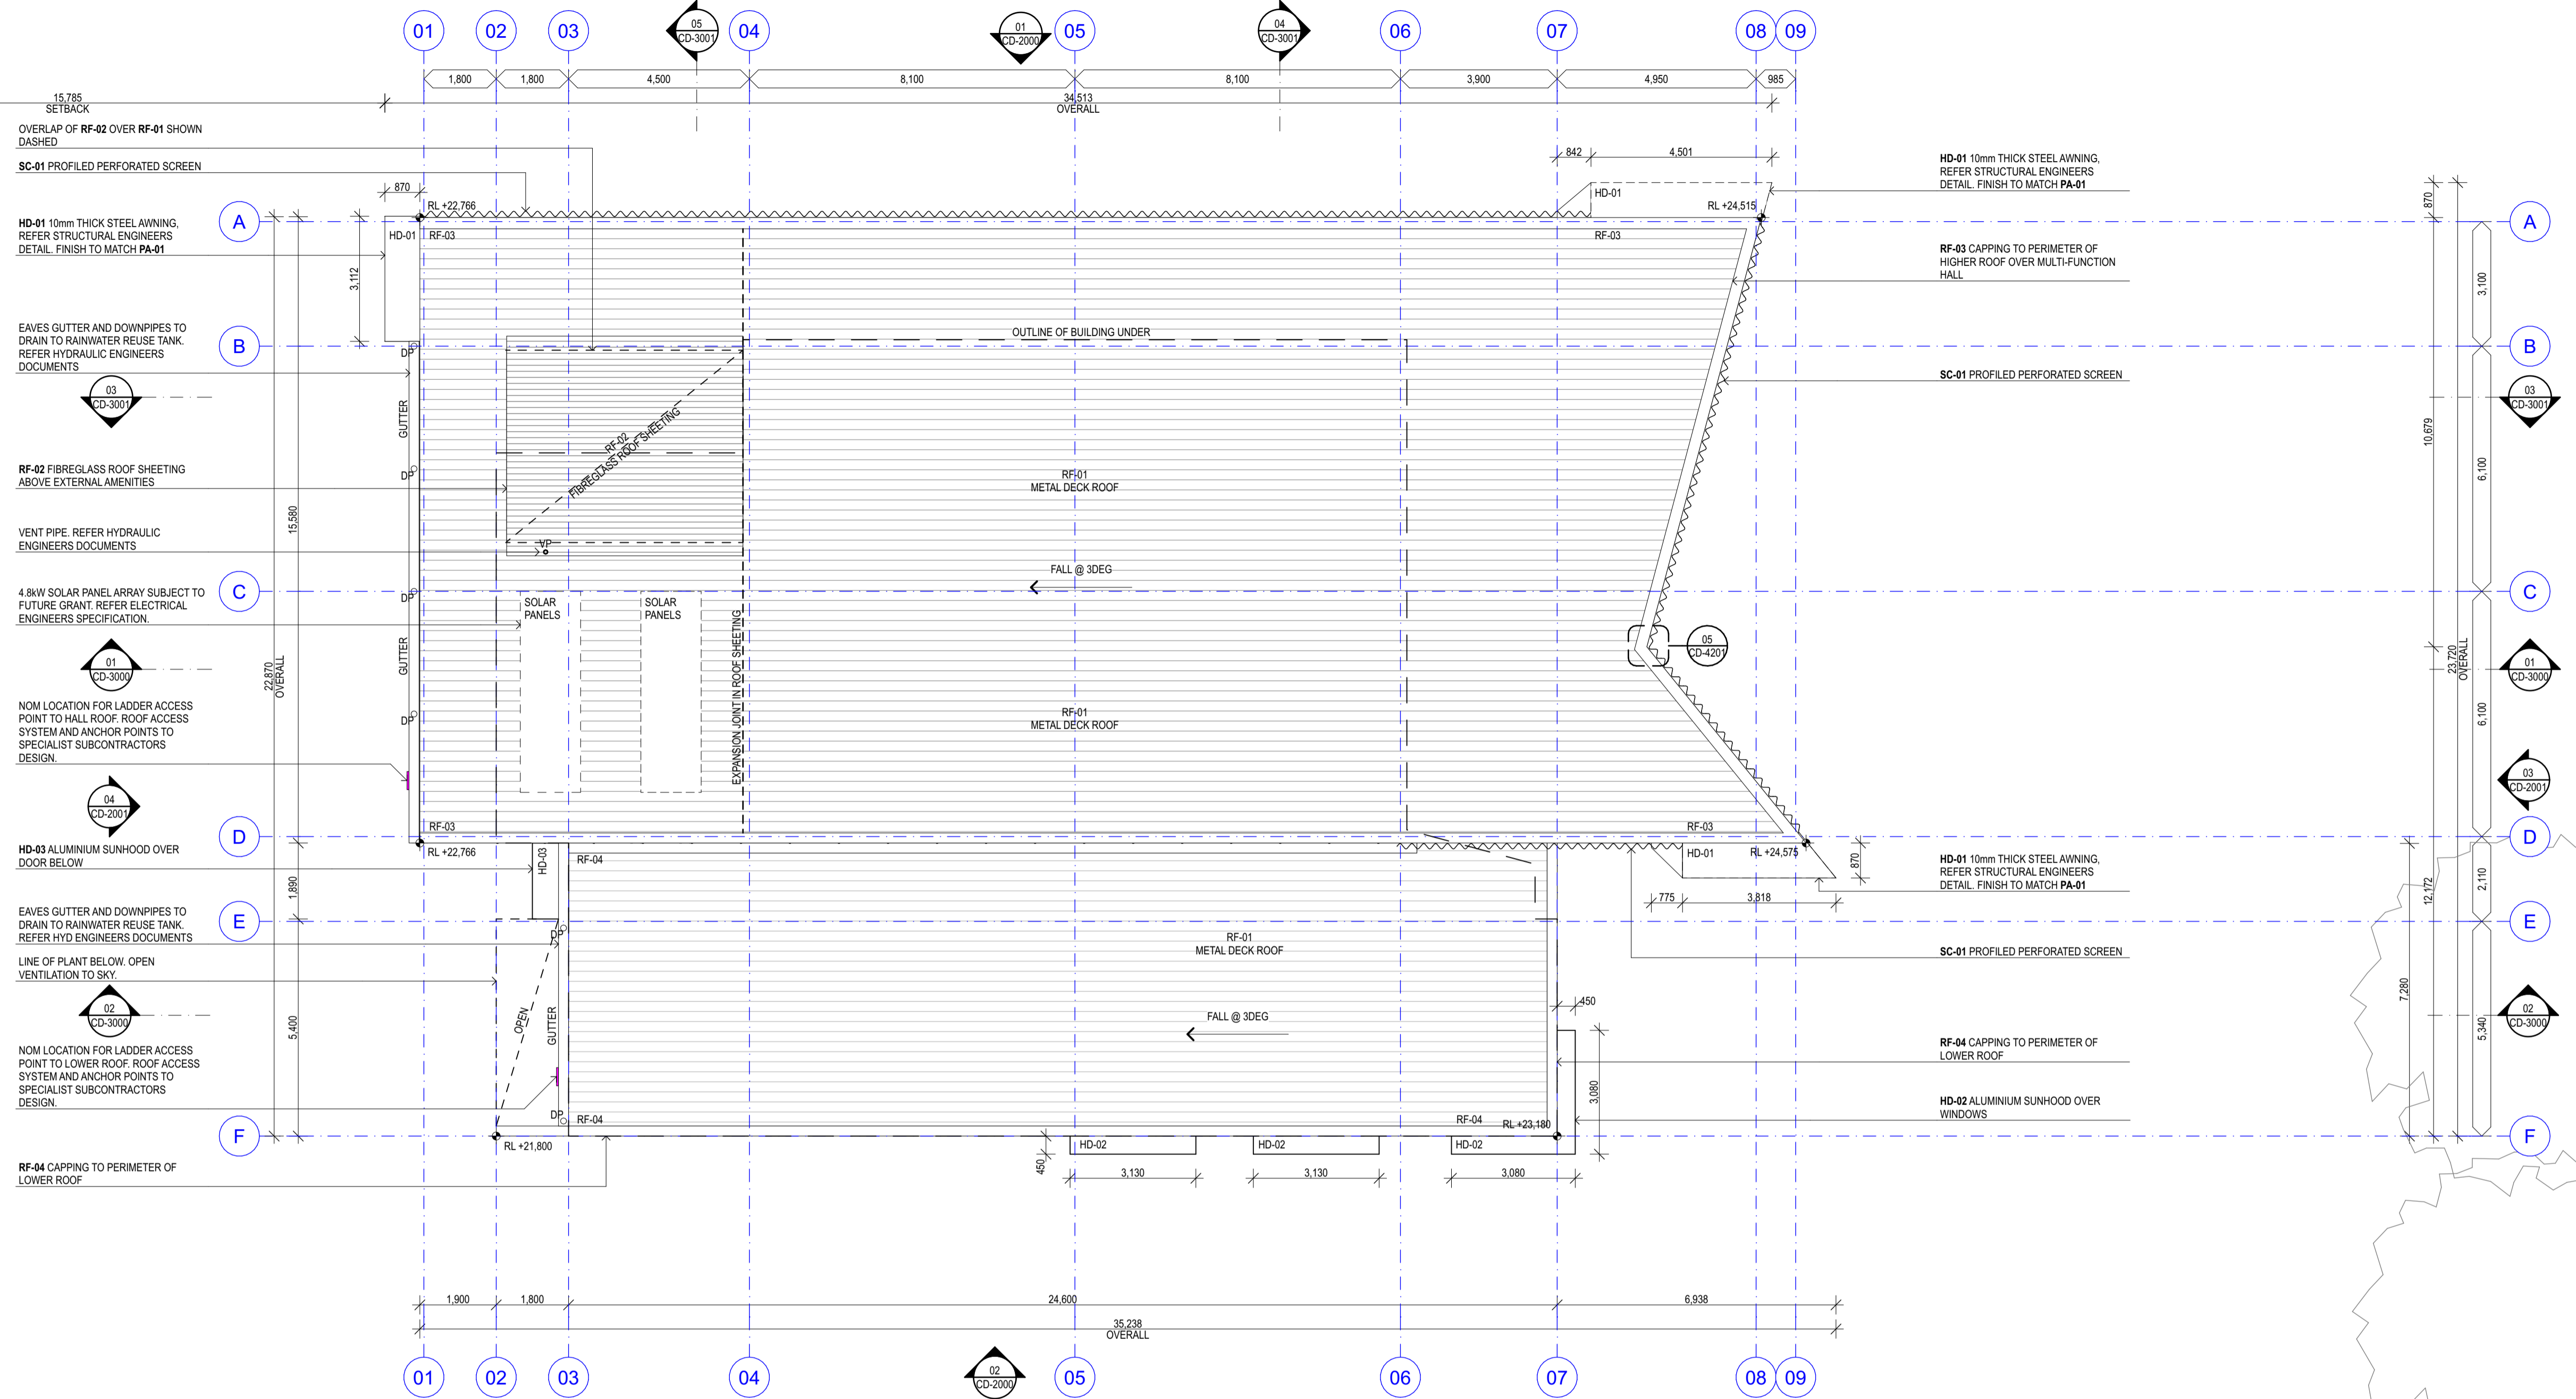 01 02 03 04 05 06 07 08 09
05 CD-3001
01 CD-2000
04 CD-3001
1,800 1,800 4,500 8,100 8,100 3,900 4,950 985
15,785
SETBACK
34,513
OVERALL
OVERLAP OF RF-02 OVER RF-01 SHOWN
DASHED
SC-01 PROFILED PERFORATED SCREEN
HD-01 10mm THICK STEEL AWNING,
REFER STRUCTURAL ENGINEERS
DETAIL. FINISH TO MATCH PA-01
EAVES GUTTER AND DOWNPIPES TO
DRAIN TO RAINWATER REUSE TANK.
REFER HYDRAULIC ENGINEERS
DOCUMENTS
03
CD-3001
RF-02 FIBREGLASS ROOF SHEETING
ABOVE EXTERNAL AMENITIES
VENT PIPE. REFER HYDRAULIC
ENGINEERS DOCUMENTS
4.8kW SOLAR PANEL ARRAY SUBJECT TO
FUTURE GRANT. REFER ELECTRICAL
ENGINEERS SPECIFICATION.
01
CD-3000
NOM LOCATION FOR LADDER ACCESS
POINT TO HALL ROOF. ROOF ACCESS
SYSTEM AND ANCHOR POINTS TO
SPECIALIST SUBCONTRACTORS
DESIGN.
04
CD-2001
HD-03 ALUMINIUM SUNHOOD OVER
DOOR BELOW
EAVES GUTTER AND DOWNPIPES TO
DRAIN TO RAINWATER REUSE TANK.
REFER HYD ENGINEERS DOCUMENTS
LINE OF PLANT BELOW. OPEN
VENTILATION TO SKY.
02
CD-3000
NOM LOCATION FOR LADDER ACCESS
POINT TO LOWER ROOF. ROOF ACCESS
SYSTEM AND ANCHOR POINTS TO
SPECIALIST SUBCONTRACTORS
DESIGN.
RF-04 CAPPING TO PERIMETER OF
LOWER ROOF
A
B
C
D
E
F
22,870
OVERALL
15,580
1,890
5,400
3,112
870
842 4,501
HD-01
RL +22,766
RL +24,515
HD-01
RF-03
RF-03
OUTLINE OF BUILDING UNDER
DP
GUTTER
DP
RF-02
FIBREGLASS ROOF SHEETING
RF-01
METAL DECK ROOF
VP
FALL @ 3DEG
DP
SOLAR
PANELS
SOLAR
PANELS
EXPANSION JOINT IN ROOF SHEETING
GUTTER
05
CD-4201
DP
RF-01
METAL DECK ROOF
RF-03
RF-03
RL +22,766
RL +24,575
HD-01
870
775 3,818
HD-03
RF-04
DP
RF-01
METAL DECK ROOF
OPEN
GUTTER
FALL @ 3DEG
450
3,080
DP
RF-04
RF-04
RL +21,800
RL +23,180
HD-02
HD-02
HD-02
450
3,130
3,130
3,080
HD-01 10mm THICK STEEL AWNING,
REFER STRUCTURAL ENGINEERS
DETAIL. FINISH TO MATCH PA-01
RF-03 CAPPING TO PERIMETER OF
HIGHER ROOF OVER MULTI-FUNCTION
HALL
SC-01 PROFILED PERFORATED SCREEN
HD-01 10mm THICK STEEL AWNING,
REFER STRUCTURAL ENGINEERS
DETAIL. FINISH TO MATCH PA-01
SC-01 PROFILED PERFORATED SCREEN
RF-04 CAPPING TO PERIMETER OF
LOWER ROOF
HD-02 ALUMINIUM SUNHOOD OVER
WINDOWS
870
10,679
12,172
7,280
23,720
OVERALL
3,100
6,100
6,100
2,110
5,340
A
B
03
CD-3001
C
01
CD-3000
03
CD-2001
D
E
02
CD-3000
F
1,900 1,800 24,600 6,938
35,238
OVERALL
02
CD-2000
01 02 03 04 05 06 07 08 09